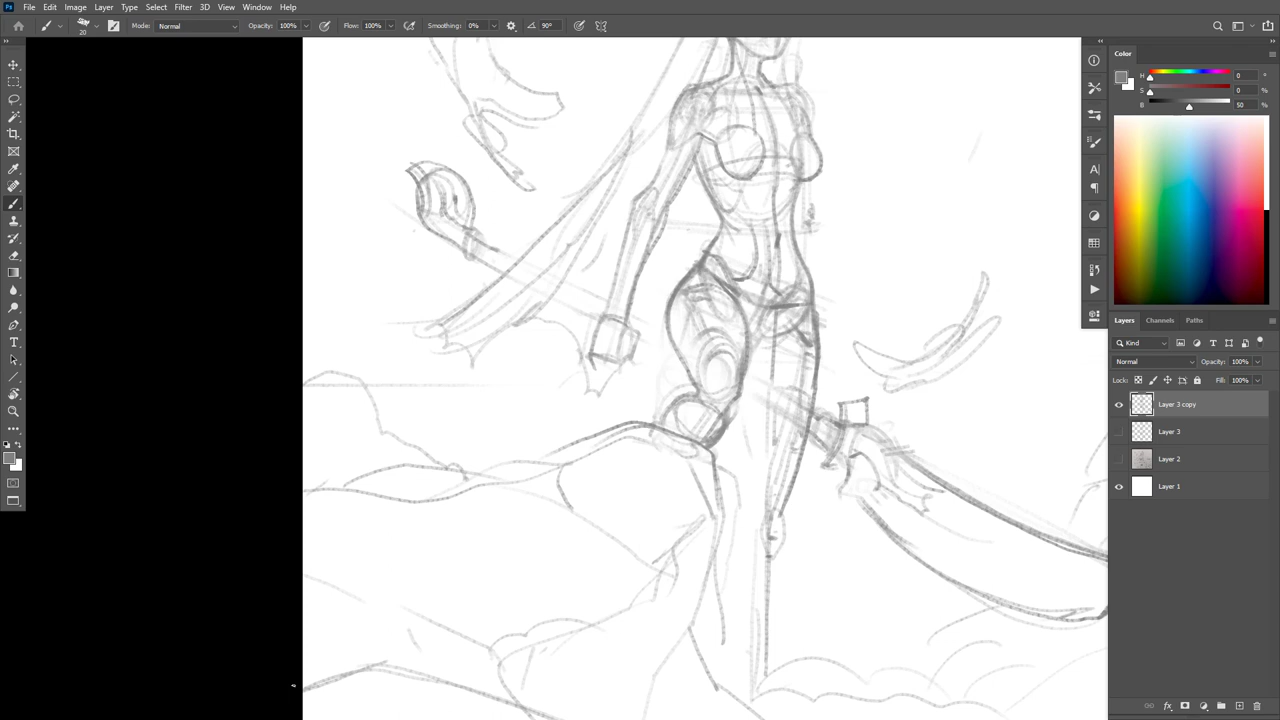 Ps File Edit Image Layer Type Select Filter 3D View Window Help
20 Mode: Normal Opacity: 100% Flow: 100% Smoothing: 0% 90°
Color
H 0 °
S 0 %
B 50 %
Layers Channels Paths
Kind
Normal Opacity: 100%
Lock: Fill: 100%
Layer 3 copy
Layer 3
Layer 2
Layer 1